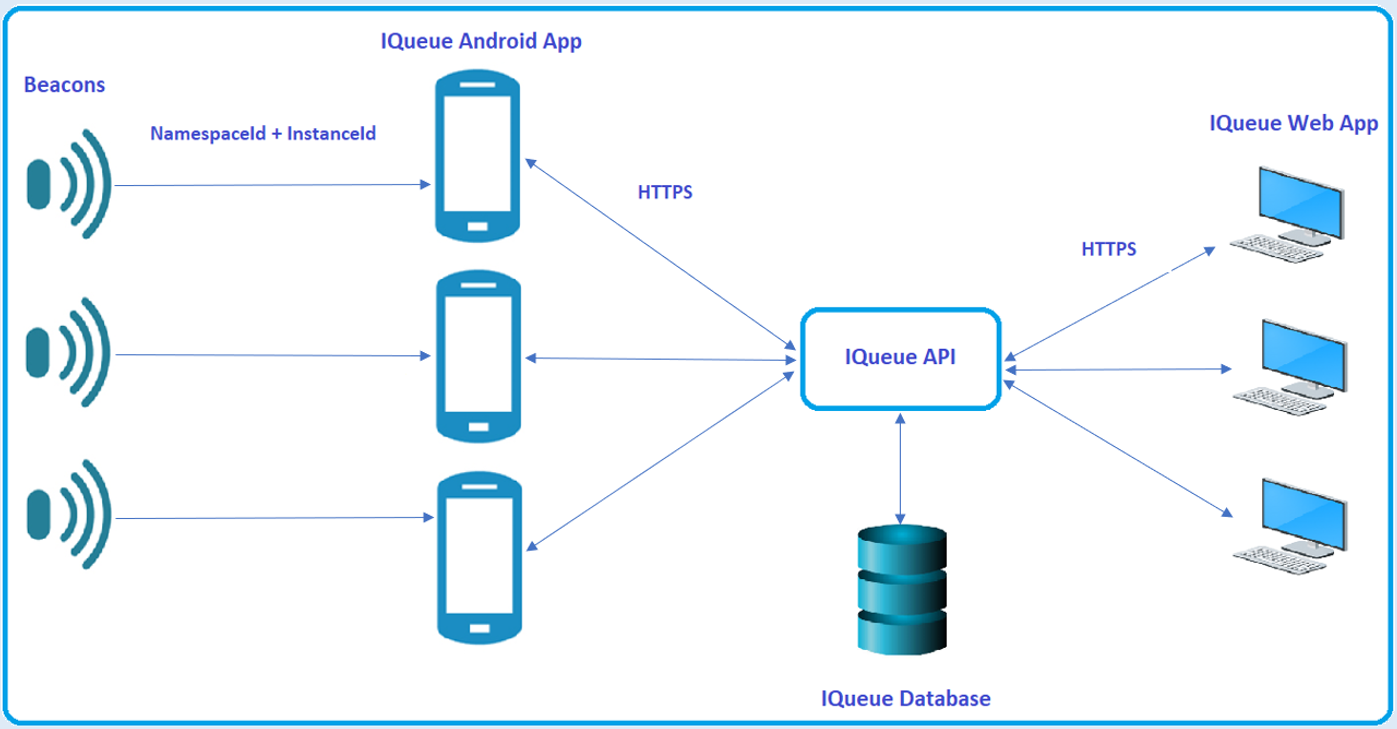 IQueue Android App
Beacons
NamespaceId + InstanceId
IQueue Web App
HTTPS
HTTPS
IQueue API
IQueue Database